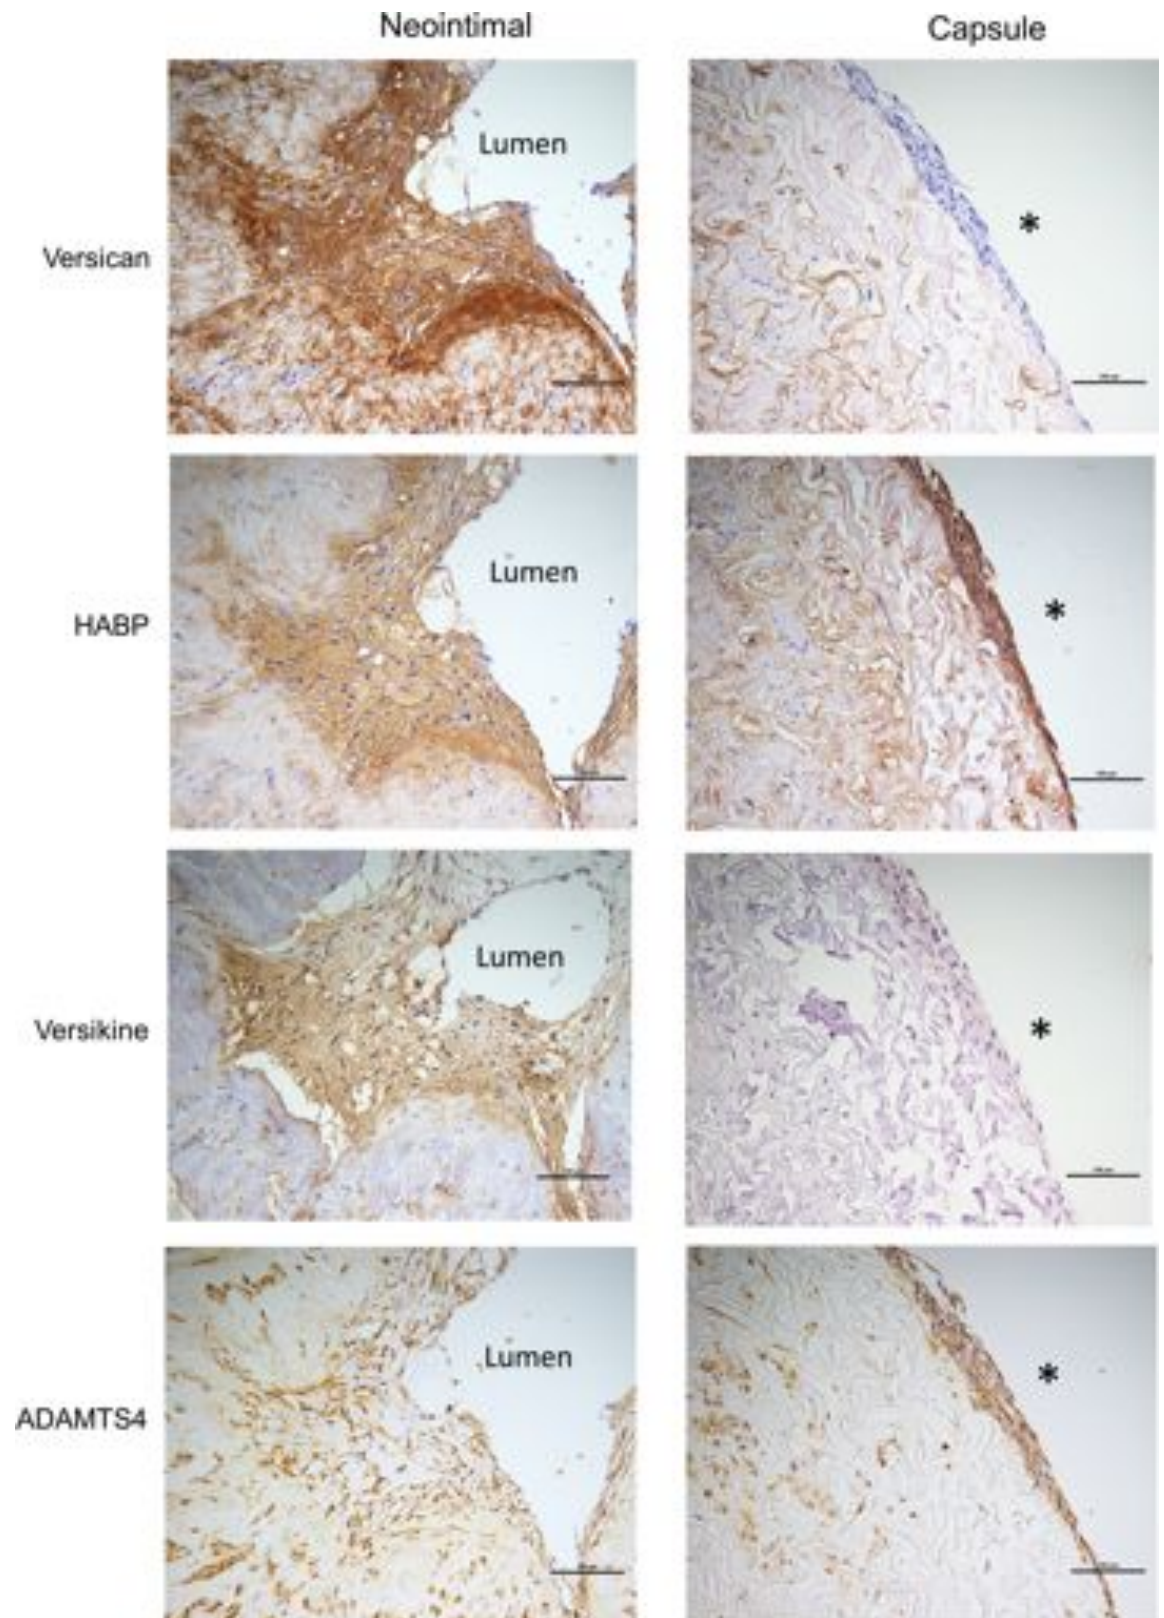 Neointimal Capsule
Versican Lumen *
HABP Lumen *
Versikine Lumen *
ADAMTS4 Lumen *